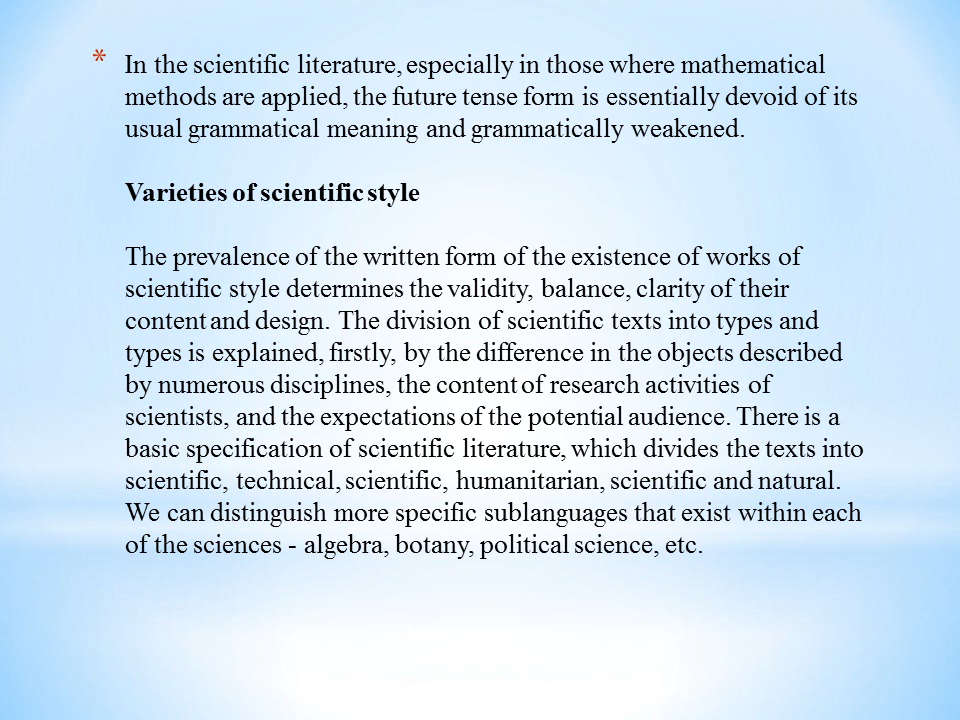 * In the scientific literature, especially in those where mathematical
methods are applied, the future tense form is essentially devoid of its
usual grammatical meaning and grammatically weakened.
Varieties of scientific style
The prevalence of the written form of the existence of works of
scientific style determines the validity, balance, clarity of their
content and design. The division of scientific texts into types and
types is explained, firstly, by the difference in the objects described
by numerous disciplines, the content of research activities of
scientists, and the expectations of the potential audience. There is a
basic specification of scientific literature, which divides the texts into
scientific, technical, scientific, humanitarian, scientific and natural.
We can distinguish more specific sublanguages that exist within each
of the sciences - algebra, botany, political science, etc.